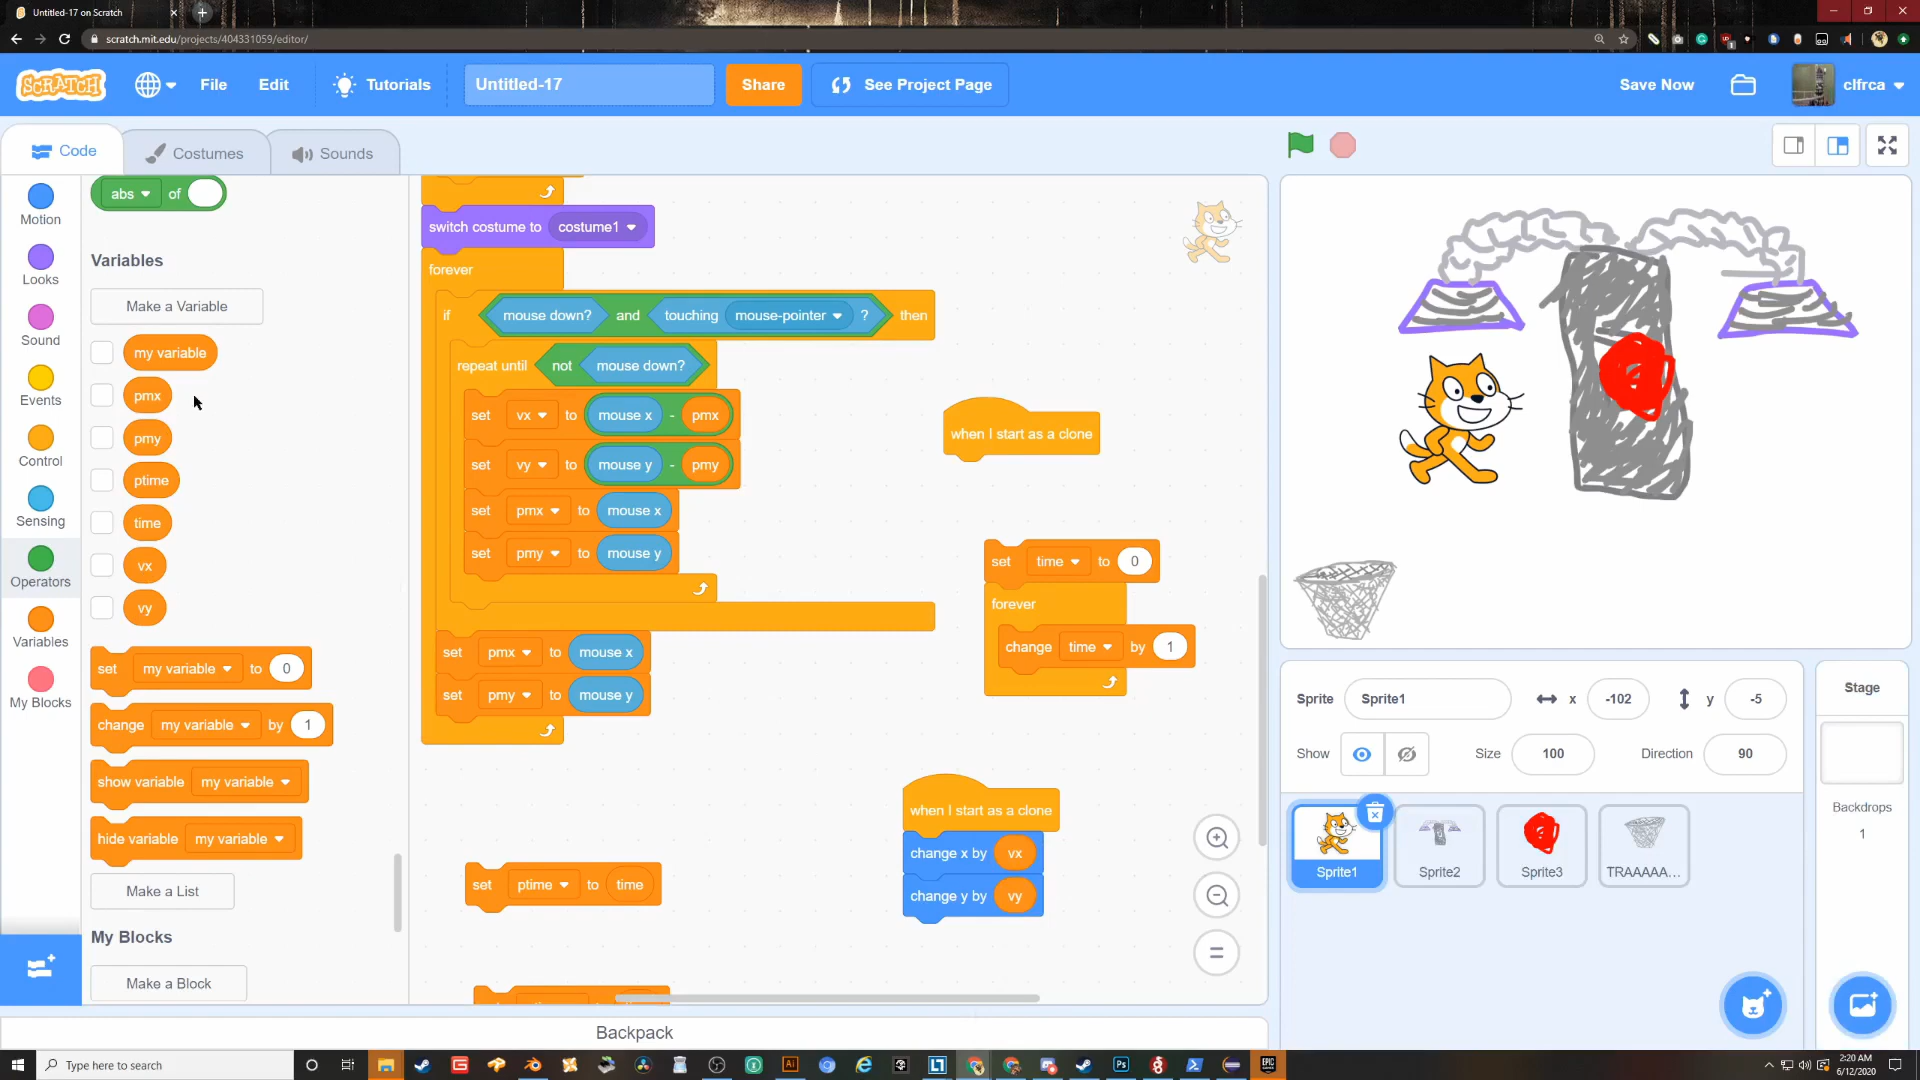 Untitled-17 on Scratch
scratch.mit.edu/projects/404331059/editor/
SCRATCH
File
Edit
Tutorials
Untitled-17
Share
See Project Page
Save Now
clfrca
Code
Costumes
Sounds
Motion
Looks
Sound
Events
Control
Sensing
Operators
Variables
My Blocks
abs of
Variables
Make a Variable
my variable
pmx
pmy
ptime
time
vx
vy
set my variable to 0
change my variable by 1
show variable my variable
hide variable my variable
Make a List
My Blocks
Make a Block
switch costume to costume1
forever
if mouse down? and touching mouse-pointer ? then
repeat until not mouse down?
set vx to mouse x - pmx
set vy to mouse y - pmy
set pmx to mouse x
set pmy to mouse y
set pmx to mouse x
set pmy to mouse y
set ptime to time
when I start as a clone
set time to 0
forever
change time by 1
when I start as a clone
change x by vx
change y by vy
Backpack
Sprite Sprite1 x -102 y -5
Show Size 100 Direction 90
Sprite1
Sprite2
Sprite3
TRAAAAA...
Stage
Backdrops
1
Type here to search
2:20 AM
6/12/2020